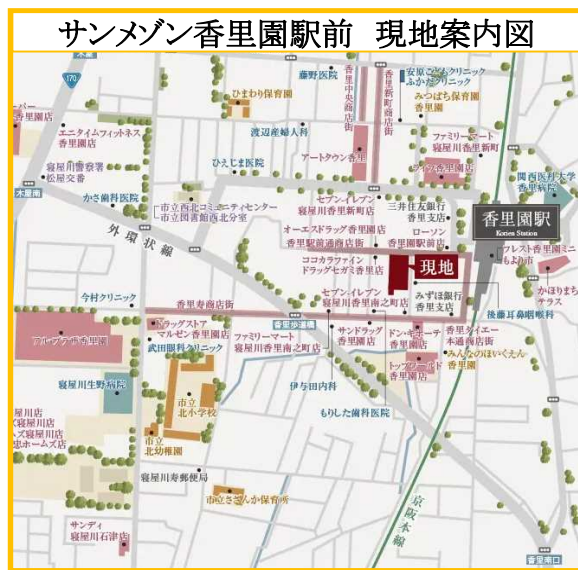 サンメゾン香里園駅前 現地案内図
170
藤野医院
ひまわり保育園
香里中央商店街
香里新町商店街
安原こどもクリニック
ふかだクリニック
みつばち保育園
香里園
エニタイムフィットネス
香里園店
渡辺産婦人科
ファミリーマート
寝屋川香里新町
アートタウン香里
ひえじま医院
寝屋川警察署
松屋交番
木屋南
かさ歯科医院
市立西北コミュニティセンター
市立図書館西北分室
セブンイレブン
寝屋川香里新町店
三井住友銀行
香里支店
関西医科大学
香里病院
香里園駅
Korien Station
外環状線
オーエスドラッグ香里園店
香里駅前通商店街
ローソン
香里園駅前店
フレスト香里園ミニ
もより市
ココカラファイン
ドラッグセガミ香里店
現地
かほりまち
テラス
今村クリニック
香里寿商店街
セブンイレブン
寝屋川香里南之町店
みずほ銀行
香里支店
後藤耳鼻咽喉科
ドラッグストア
マルゼン香里園店
香里歩道橋
サンドラッグ
香里園店
ドン・キホーテ
香里園店
香里ダイエー
本通商店街
アル・プラザ香里園
武田眼科クリニック
ファミリーマート
寝屋川香里南之町店
みんなのほいくえん
香里園
トップワールド
香里園店
寝屋川生野病院
市立
北小学校
伊与田内科
もりした歯科医院
市立
北幼稚園
寝屋川寿郵便局
市立さざんか保育所
京阪本線
サンディ
寝屋川石津店
香里南口